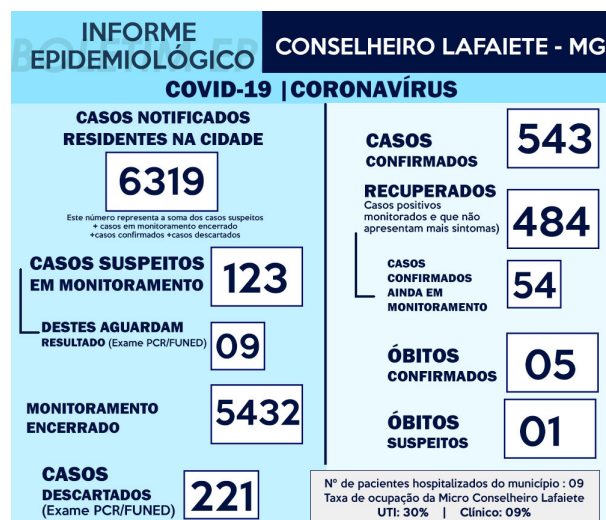 INFORME
EPIDEMIOLÓGICO
CONSELHEIRO LAFAIETE - MG
COVID-19 | CORONAVÍRUS
CASOS NOTIFICADOS
RESIDENTES NA CIDADE
6319
Este número representa a soma dos casos suspeitos
+ casos em monitoramento encerrado
+casos confirmados +casos descartados
CASOS SUSPEITOS
EM MONITORAMENTO
123
DESTES AGUARDAM
RESULTADO (Exame PCR/FUNED)
09
MONITORAMENTO
ENCERRADO
5432
CASOS
DESCARTADOS
(Exame PCR/FUNED)
221
CASOS
CONFIRMADOS
543
RECUPERADOS
Casos positivos
monitorados e que não
apresentam mais sintomas)
484
CASOS
CONFIRMADOS
AINDA EM
MONITORAMENTO
54
ÓBITOS
CONFIRMADOS
05
ÓBITOS
SUSPEITOS
01
Nº de pacientes hospitalizados do município : 09
Taxa de ocupação da Micro Conselheiro Lafaiete
UTI: 30% | Clínico: 09%